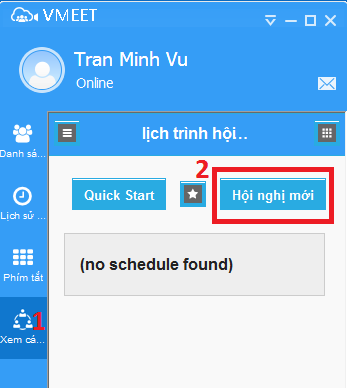 VMEET
Tran Minh Vu
Online
Danh sá...
lịch trình hội..
2
Quick Start
Hội nghị mới
Lịch sử ...
(no schedule found)
Phím tắt
1
Xem cá...